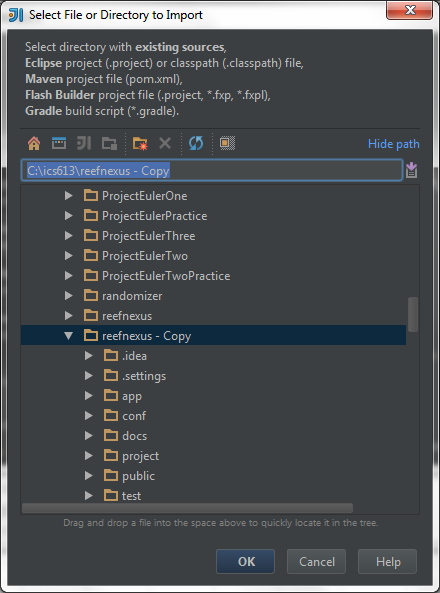 Select File or Directory to Import
Select directory with existing sources,
Eclipse project (.project) or classpath (.classpath) file,
Maven project file (pom.xml),
Flash Builder project file (.project, *.fxp, *.fxpl),
Gradle build script (*.gradle).
Hide path
C:\ics613\reefnexus - Copy
ProjectEulerOne
ProjectEulerPractice
ProjectEulerThree
ProjectEulerTwo
ProjectEulerTwoPractice
randomizer
reefnexus
reefnexus - Copy
.idea
.settings
app
conf
docs
project
public
test
Drag and drop a file into the space above to quickly locate it in the tree.
OK Cancel Help